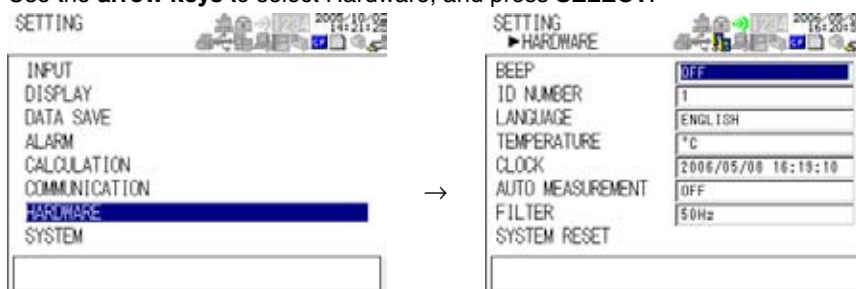 Use the arrow keys to select Hardware, and press SELECT.
SETTING
INPUT
DISPLAY
DATA SAVE
ALARM
CALCULATION
COMMUNICATION
HARDWARE
SYSTEM
→
SETTING
►HARDWARE
BEEP OFF
ID NUMBER 1
LANGUAGE ENGLISH
TEMPERATURE °C
CLOCK 2006/05/08 16:19:10
AUTO MEASUREMENT OFF
FILTER 50Hz
SYSTEM RESET